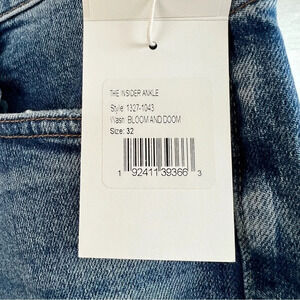 THE INSIDER ANKLE
Style: 1327-1043
Wash: BLOOM AND DOOM
Size: 32
1 92411 39366 3